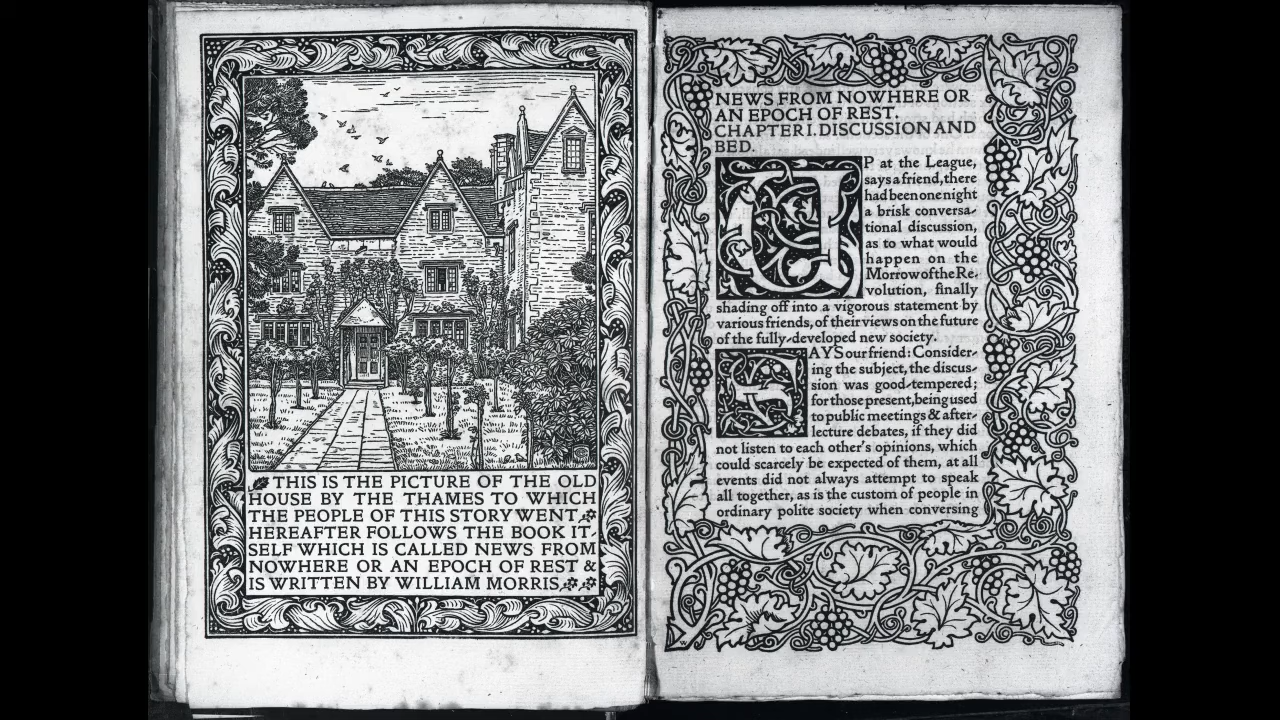 THIS IS THE PICTURE OF THE OLD
HOUSE BY THE THAMES TO WHICH
THE PEOPLE OF THIS STORY WENT
HEREAFTER FOLLOWS THE BOOK IT-
SELF WHICH IS CALLED NEWS FROM
NOWHERE OR AN EPOCH OF REST &
IS WRITTEN BY WILLIAM MORRIS
NEWS FROM NOWHERE OR
AN EPOCH OF REST.
CHAPTER I. DISCUSSION AND
BED.
UP at the League,
says a friend, there
had been one night
a brisk conversa-
tional discussion,
as to what would
happen on the
Morrow of the Re-
volution, finally
shading off into a vigorous statement by
various friends, of their views on the future
of the fully-developed new society.
SAYS our friend: Consider-
ing the subject, the discus-
sion was good-tempered;
for those present, being used
to public meetings & after-
lecture debates, if they did
not listen to each other's opinions, which
could scarcely be expected of them, at all
events did not always attempt to speak
all together, as is the custom of people in
ordinary polite society when conversing